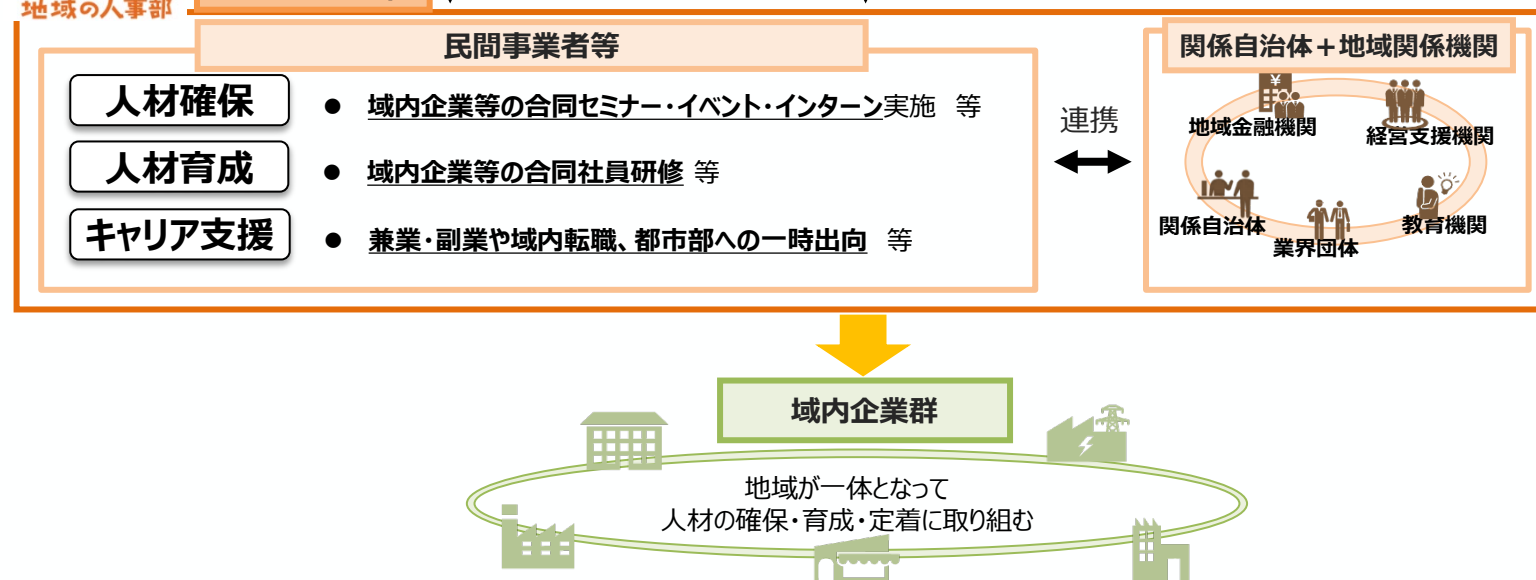 地域の人事部
民間事業者等
関係自治体＋地域関係機関
人材確保
● 域内企業等の合同セミナー・イベント・インターン実施 等
人材育成
● 域内企業等の合同社員研修 等
キャリア支援
● 兼業・副業や域内転職、都市部への一時出向 等
連携
¥
地域金融機関
経営支援機関
関係自治体
業界団体
教育機関
域内企業群
地域が一体となって
人材の確保・育成・定着に取り組む